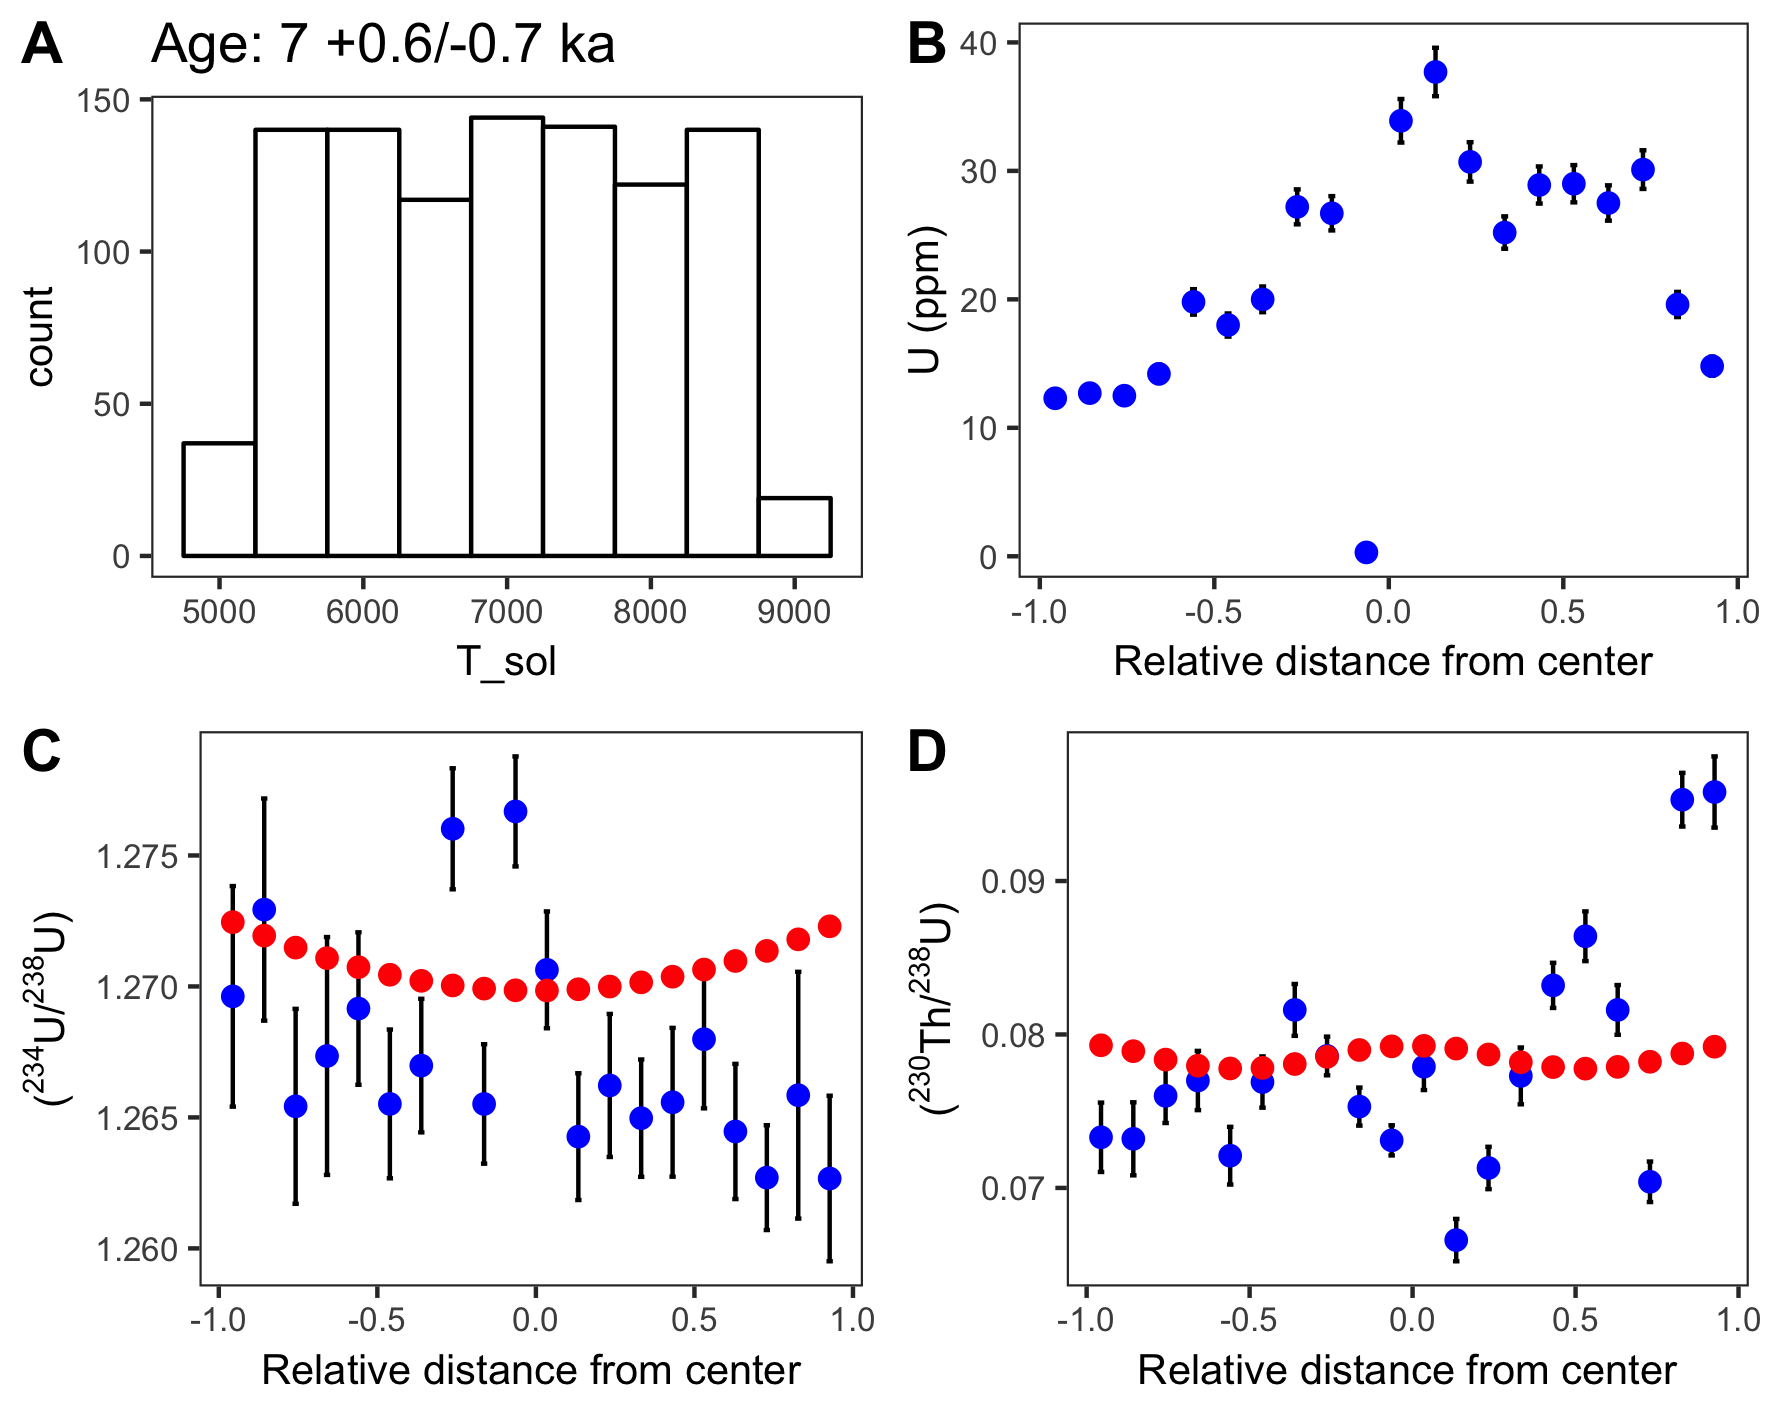 A
Age: 7 +0.6/-0.7 ka
150
100
50
0
count
5000 6000 7000 8000 9000
T_sol
B
40
30
20
10
0
U (ppm)
-1.0 -0.5 0.0 0.5 1.0
Relative distance from center
C
1.275
1.270
1.265
1.260
(²³⁴U/²³⁸U)
-1.0 -0.5 0.0 0.5 1.0
Relative distance from center
D
0.09
0.08
0.07
(²³⁰Th/²³⁸U)
-1.0 -0.5 0.0 0.5 1.0
Relative distance from center